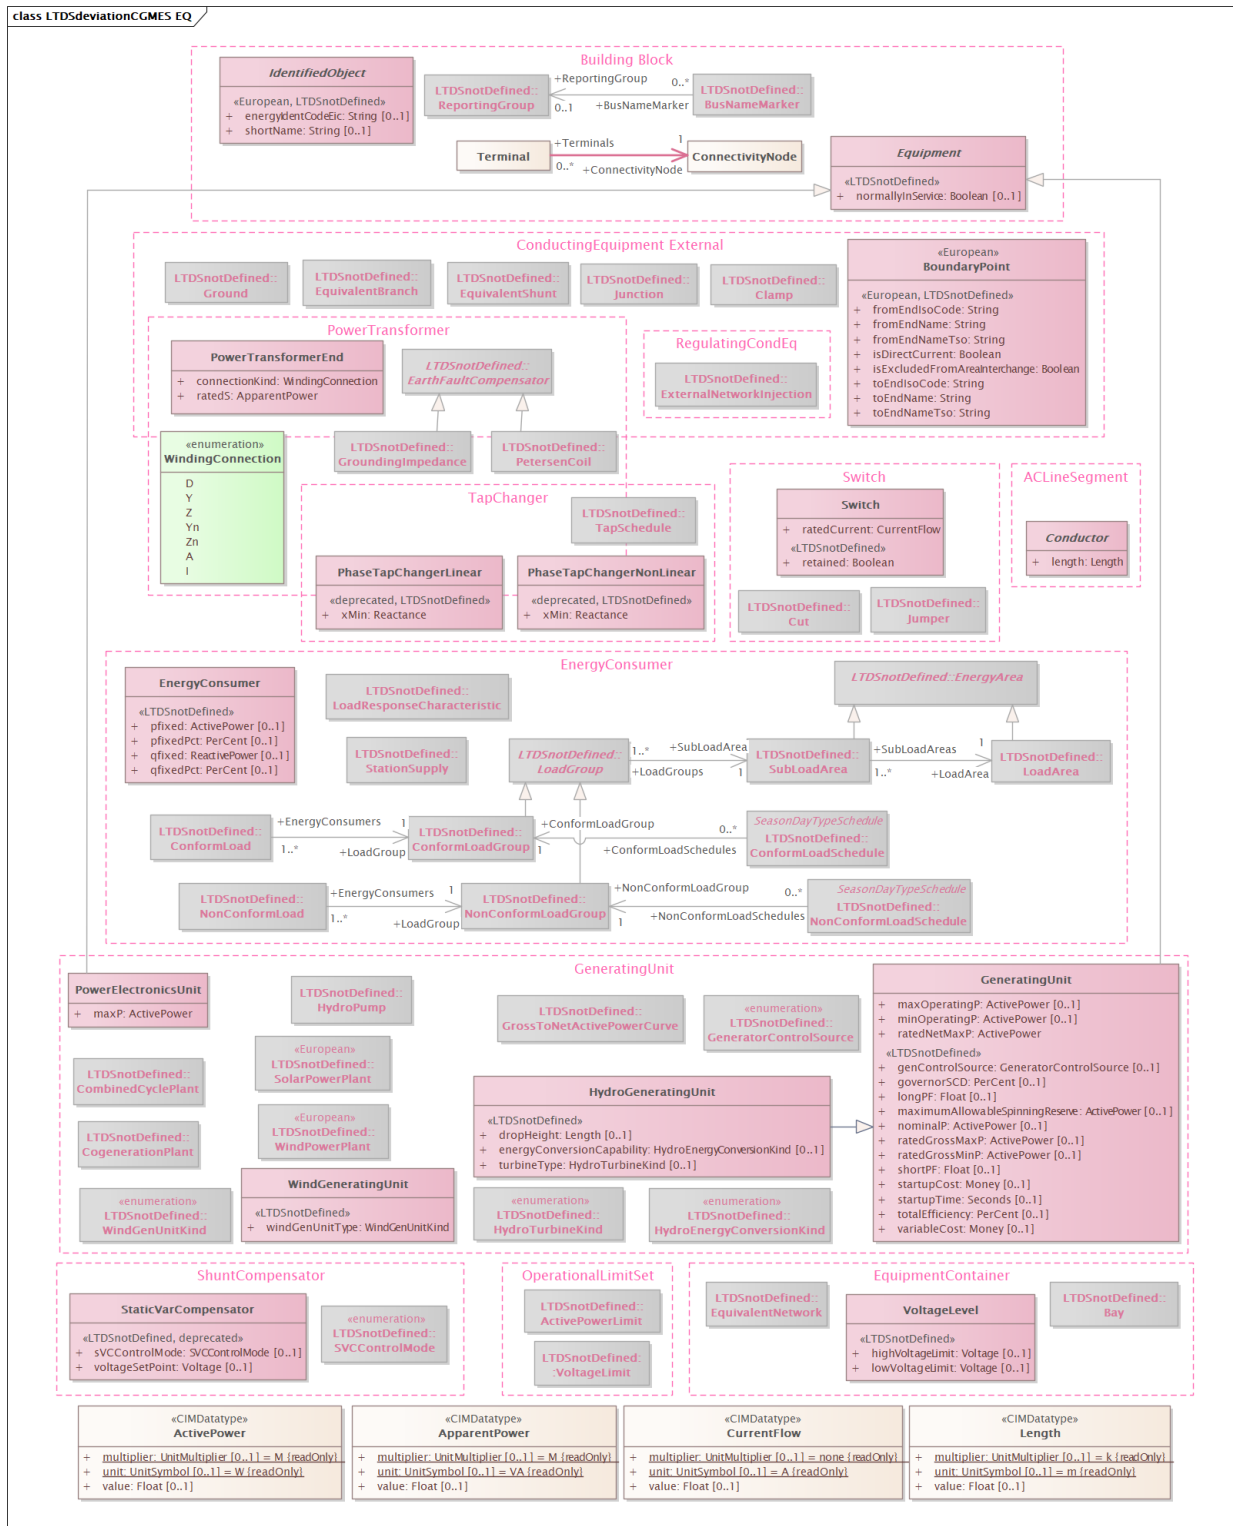 class LTDSdeviationCGMES EQ
Building Block
IdentifiedObject
«European, LTDSnotDefined»
+ energyIdentCodeEic: String [0..1]
+ shortName: String [0..1]
LTDSnotDefined::
ReportingGroup
+ReportingGroup
0..1
0..*
+BusNameMarker
LTDSnotDefined::
BusNameMarker
Terminal
+Terminals
0..*
1
+ConnectivityNode
ConnectivityNode
Equipment
«LTDSnotDefined»
+ normallyInService: Boolean [0..1]
ConductingEquipment External
LTDSnotDefined::
Ground
LTDSnotDefined::
EquivalentBranch
LTDSnotDefined::
EquivalentShunt
LTDSnotDefined::
Junction
LTDSnotDefined::
Clamp
«European»
BoundaryPoint
«European, LTDSnotDefined»
+ fromEndIsoCode: String
+ fromEndName: String
+ fromEndNameTso: String
+ isDirectCurrent: Boolean
+ isExcludedFromAreaInterchange: Boolean
+ toEndIsoCode: String
+ toEndName: String
+ toEndNameTso: String
PowerTransformer
PowerTransformerEnd
+ connectionKind: WindingConnection
+ ratedS: ApparentPower
LTDSnotDefined::
EarthFaultCompensator
RegulatingCondEq
LTDSnotDefined::
ExternalNetworkInjection
«enumeration»
WindingConnection
D
Y
Z
Yn
Zn
A
I
LTDSnotDefined::
GroundingImpedance
LTDSnotDefined::
PetersenCoil
TapChanger
LTDSnotDefined::
TapSchedule
PhaseTapChangerLinear
«deprecated, LTDSnotDefined»
+ xMin: Reactance
PhaseTapChangerNonLinear
«deprecated, LTDSnotDefined»
+ xMin: Reactance
Switch
Switch
+ ratedCurrent: CurrentFlow
«LTDSnotDefined»
+ retained: Boolean
LTDSnotDefined::
Cut
LTDSnotDefined::
Jumper
ACLineSegment
Conductor
+ length: Length
EnergyConsumer
EnergyConsumer
«LTDSnotDefined»
+ pfixed: ActivePower [0..1]
+ pfixedPct: PerCent [0..1]
+ qfixed: ReactivePower [0..1]
+ qfixedPct: PerCent [0..1]
LTDSnotDefined::
LoadResponseCharacteristic
LTDSnotDefined::EnergyArea
LTDSnotDefined::
StationSupply
LTDSnotDefined::
LoadGroup
1..*
+SubLoadArea
+LoadGroups
1
LTDSnotDefined::
SubLoadArea
+SubLoadAreas
1
1..*
+LoadArea
LTDSnotDefined::
LoadArea
LTDSnotDefined::
ConformLoad
+EnergyConsumers
1
1..*
+LoadGroup
LTDSnotDefined::
ConformLoadGroup
+ConformLoadGroup
0..*
1
+ConformLoadSchedules
SeasonDayTypeSchedule
LTDSnotDefined::
ConformLoadSchedule
LTDSnotDefined::
NonConformLoad
+EnergyConsumers
1
1..*
+LoadGroup
LTDSnotDefined::
NonConformLoadGroup
+NonConformLoadGroup
0..*
1
+NonConformLoadSchedules
SeasonDayTypeSchedule
LTDSnotDefined::
NonConformLoadSchedule
GeneratingUnit
PowerElectronicsUnit
+ maxP: ActivePower
LTDSnotDefined::
HydroPump
LTDSnotDefined::
GrossToNetActivePowerCurve
«enumeration»
LTDSnotDefined::
GeneratorControlSource
GeneratingUnit
+ maxOperatingP: ActivePower [0..1]
+ minOperatingP: ActivePower [0..1]
+ ratedNetMaxP: ActivePower
«LTDSnotDefined»
+ genControlSource: GeneratorControlSource [0..1]
+ governorSCD: PerCent [0..1]
+ longPF: Float [0..1]
+ maximumAllowableSpinningReserve: ActivePower [0..1]
+ nominalP: ActivePower [0..1]
+ ratedGrossMaxP: ActivePower [0..1]
+ ratedGrossMinP: ActivePower [0..1]
+ shortPF: Float [0..1]
+ startupCost: Money [0..1]
+ startupTime: Seconds [0..1]
+ totalEfficiency: PerCent [0..1]
+ variableCost: Money [0..1]
LTDSnotDefined::
CombinedCyclePlant
«European»
LTDSnotDefined::
SolarPowerPlant
HydroGeneratingUnit
«LTDSnotDefined»
+ dropHeight: Length [0..1]
+ energyConversionCapability: HydroEnergyConversionKind [0..1]
+ turbineType: HydroTurbineKind [0..1]
LTDSnotDefined::
CogenerationPlant
«European»
LTDSnotDefined::
WindPowerPlant
«enumeration»
LTDSnotDefined::
WindGenUnitKind
WindGeneratingUnit
«LTDSnotDefined»
+ windGenUnitType: WindGenUnitKind
«enumeration»
LTDSnotDefined::
HydroTurbineKind
«enumeration»
LTDSnotDefined::
HydroEnergyConversionKind
ShuntCompensator
StaticVarCompensator
«LTDSnotDefined, deprecated»
+ sVCControlMode: SVCControlMode [0..1]
+ voltageSetPoint: Voltage [0..1]
«enumeration»
LTDSnotDefined::
SVCControlMode
OperationalLimitSet
LTDSnotDefined::
ActivePowerLimit
LTDSnotDefined:
:VoltageLimit
EquipmentContainer
LTDSnotDefined::
EquivalentNetwork
VoltageLevel
«LTDSnotDefined»
+ highVoltageLimit: Voltage [0..1]
+ lowVoltageLimit: Voltage [0..1]
LTDSnotDefined::
Bay
«CIMDatatype»
ActivePower
+ multiplier: UnitMultiplier [0..1] = M {readOnly}
+ unit: UnitSymbol [0..1] = W {readOnly}
+ value: Float [0..1]
«CIMDatatype»
ApparentPower
+ multiplier: UnitMultiplier [0..1] = M {readOnly}
+ unit: UnitSymbol [0..1] = VA {readOnly}
+ value: Float [0..1]
«CIMDatatype»
CurrentFlow
+ multiplier: UnitMultiplier [0..1] = none {readOnly}
+ unit: UnitSymbol [0..1] = A {readOnly}
+ value: Float [0..1]
«CIMDatatype»
Length
+ multiplier: UnitMultiplier [0..1] = k {readOnly}
+ unit: UnitSymbol [0..1] = m {readOnly}
+ value: Float [0..1]